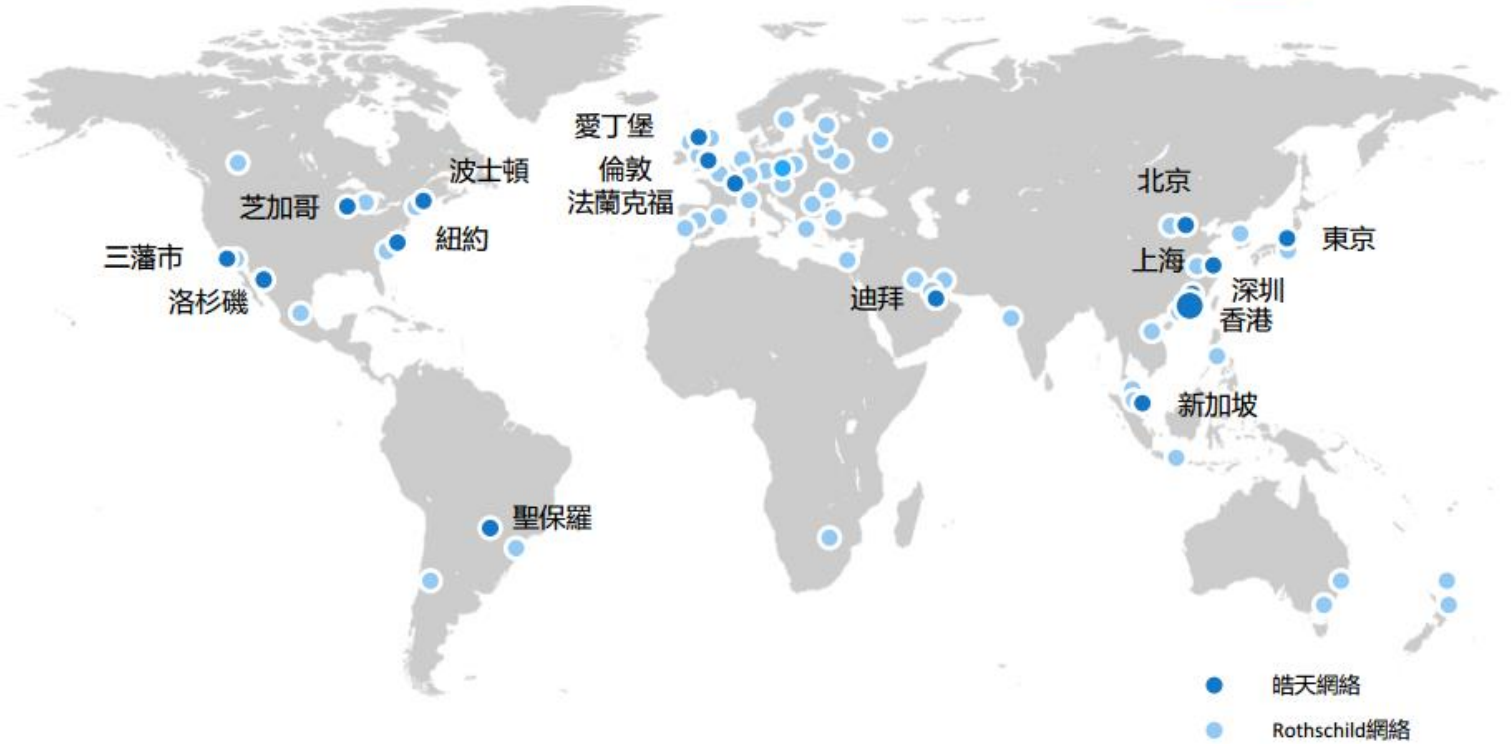 愛丁堡
倫敦
法蘭克福
波士頓
芝加哥
紐約
三藩市
洛杉磯
迪拜
北京
東京
上海
深圳
香港
新加坡
聖保羅
皓天網絡
Rothschild網絡